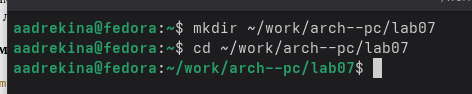 aadrekina@fedora:~$ mkdir ~/work/arch--pc/lab07
aadrekina@fedora:~$ cd ~/work/arch--pc/lab07
aadrekina@fedora:~/work/arch--pc/lab07$